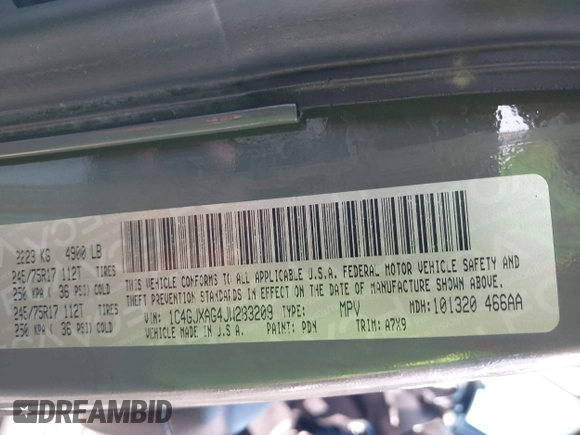 2223 KG 4900 LB
245/75R17 112T TIRES
250 KPA ( 36 PSI) COLD
245/75R17 112T TIRES
250 KPA ( 36 PSI) COLD
THIS VEHICLE CONFORMS TO ALL APPLICABLE U.S.A. FEDERAL MOTOR VEHICLE SAFETY AND
THEFT PREVENTION STANDARDS IN EFFECT ON THE DATE OF MANUFACTURE SHOWN ABOVE.
VIN: 1C4GJXAG4JW283209 TYPE: MPV MDH: 101320 466AA
VEHICLE MADE IN U.S.A. PAINT: PDN TRIM: A7X9
DREAMBID